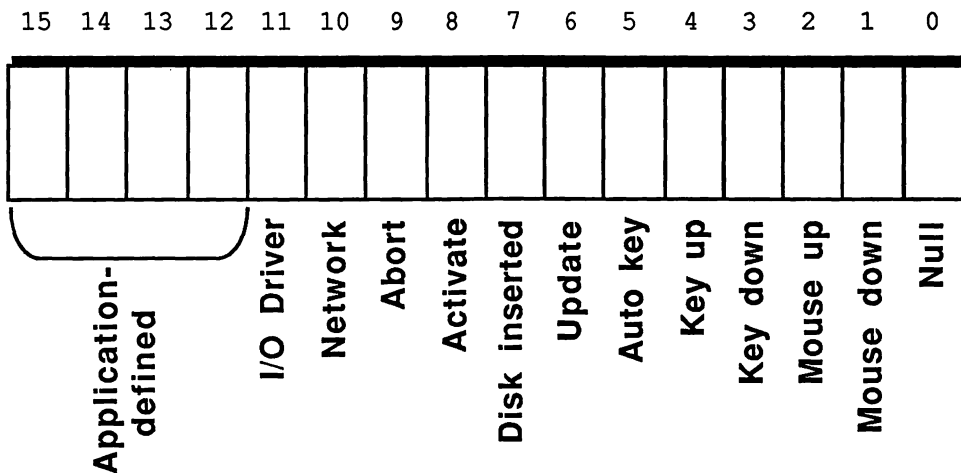 15 14 13 12 11 10 9 8 7 6 5 4 3 2 1 0
Application-
defined
I/O Driver
Network
Abort
Activate
Disk inserted
Update
Auto key
Key up
Key down
Mouse up
Mouse down
Null